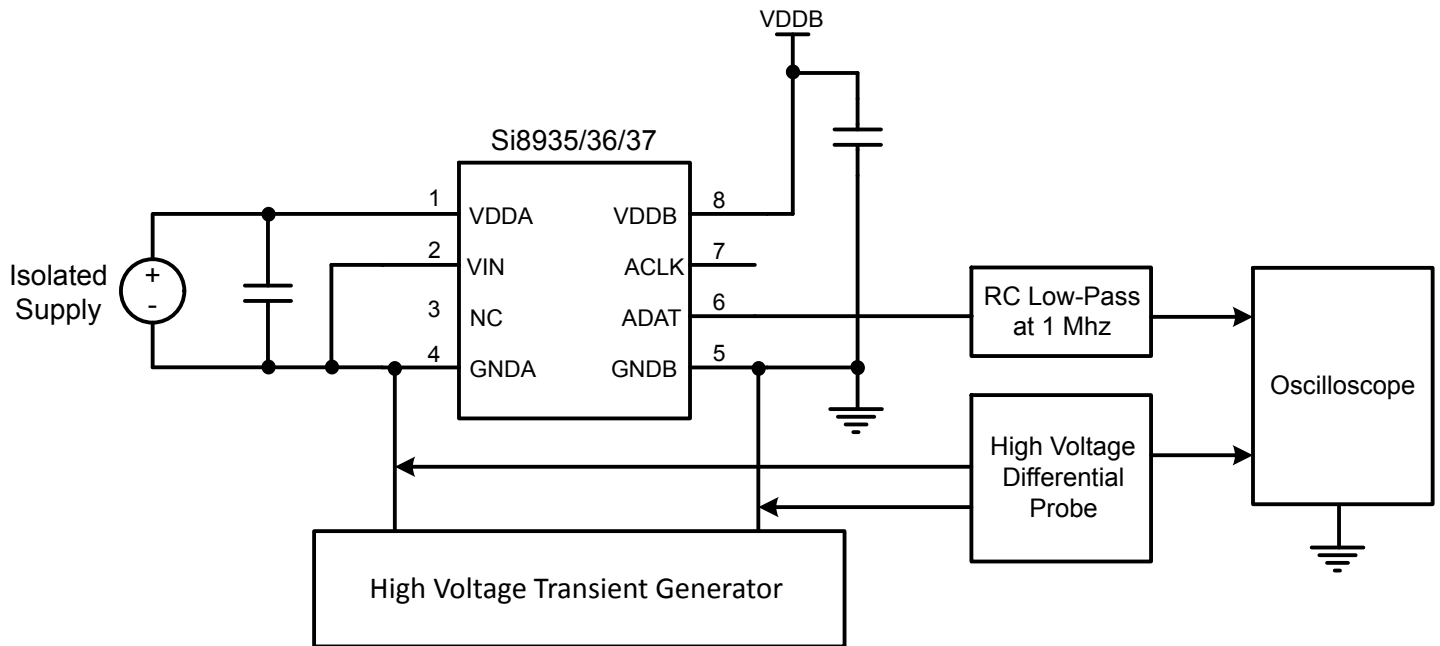 VDDB
Si8935/36/37
1
VDDA
VDDB
8
Isolated
Supply
+
-
2
VIN
ACLK
7
3
NC
ADAT
6
4
GNDA
GNDB
5
RC Low-Pass
at 1 Mhz
Oscilloscope
High Voltage
Differential
Probe
High Voltage Transient Generator